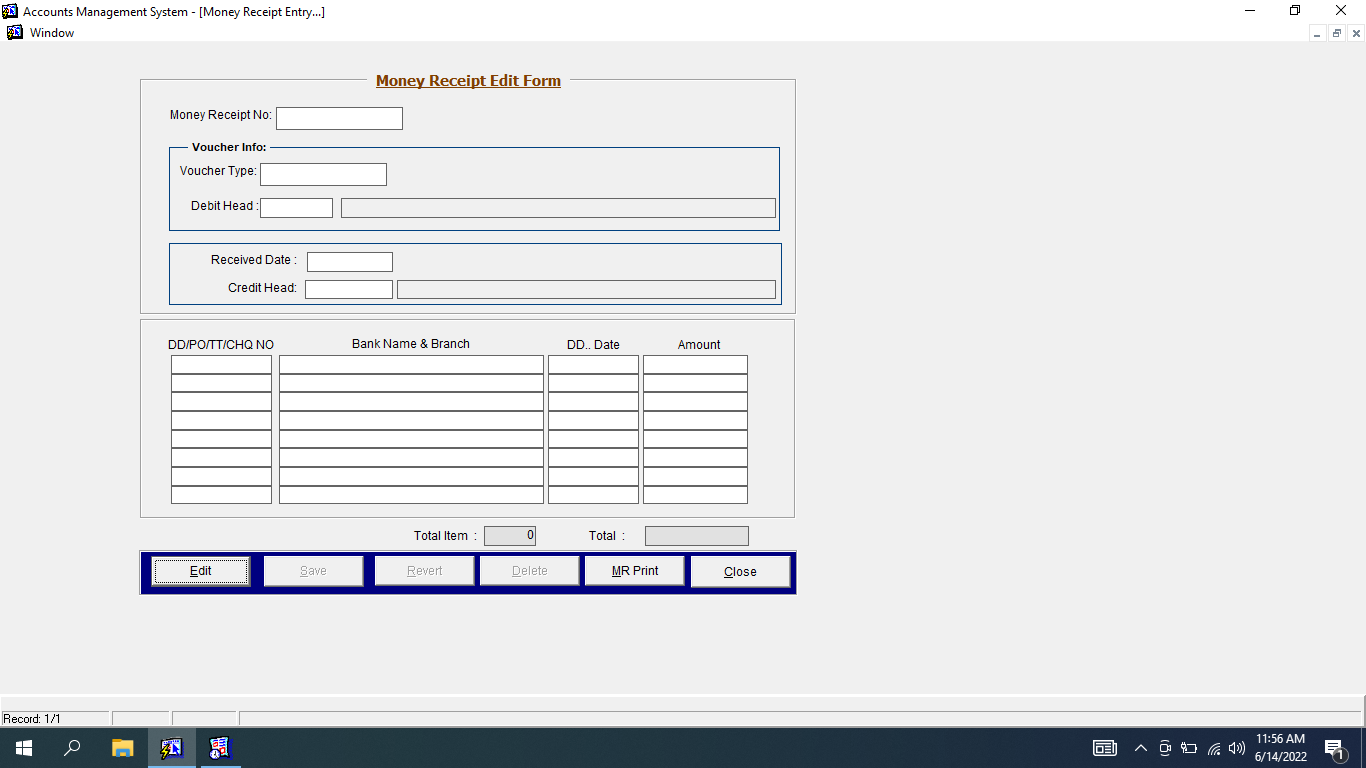 Accounts Management System - [Money Receipt Entry...]
Window
Money Receipt Edit Form
Money Receipt No:
Voucher Info:
Voucher Type:
Debit Head :
Received Date :
Credit Head:
DD/PO/TT/CHQ NO Bank Name & Branch DD.. Date Amount
Total Item : 0 Total :
Edit Save Revert Delete MR Print Close
Record: 1/1
11:56 AM
6/14/2022
1